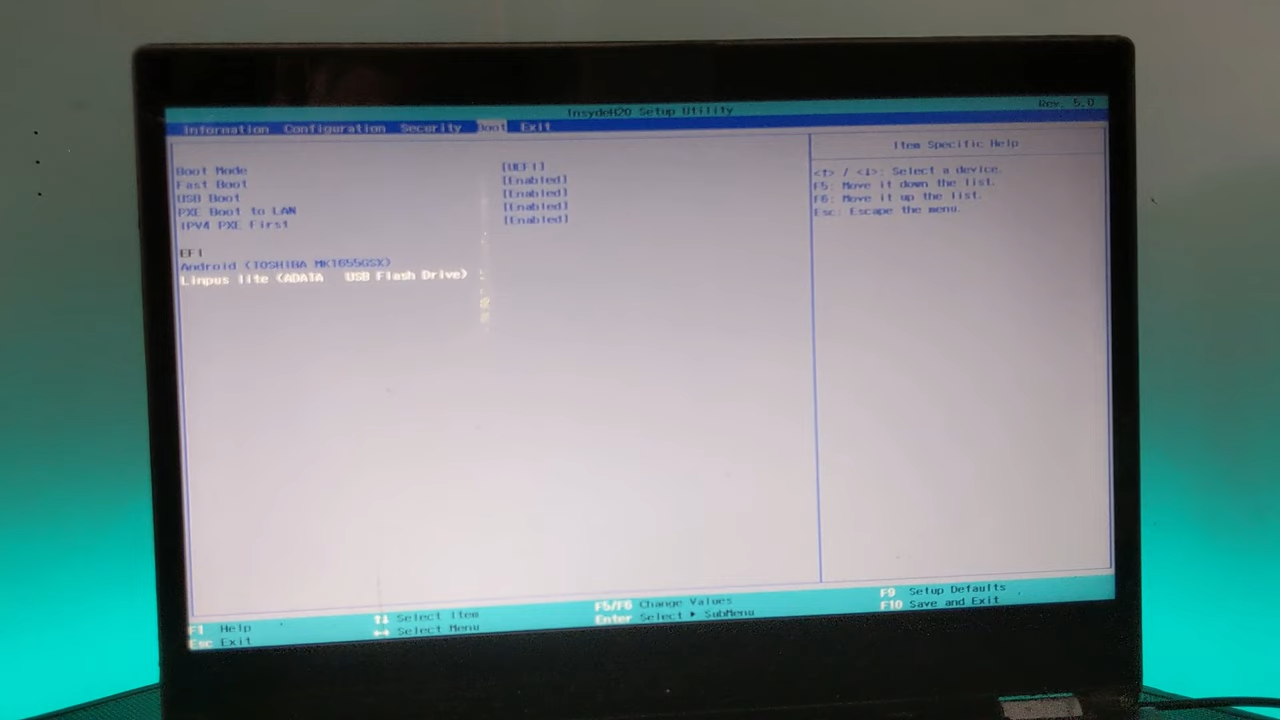 InsydeH20 Setup Utility
Rev. 5.0
Information Configuration Security Boot Exit
Item Specific Help
Boot Mode [UEFI]
Fast Boot [Enabled]
USB Boot [Enabled]
PXE Boot to LAN [Enabled]
IPV4 PXE First [Enabled]
EFI
Android (TOSHIBA MK1655GSX)
Linpus lite (ADATA USB Flash Drive)
<↑> / <↓>: Select a device.
F5: Move it down the list.
F6: Move it up the list.
Esc: Escape the menu.
F1 Help ↑↓ Select Item F5/F6 Change Values F9 Setup Defaults
Esc Exit ←→ Select Menu Enter Select ▶ SubMenu F10 Save and Exit